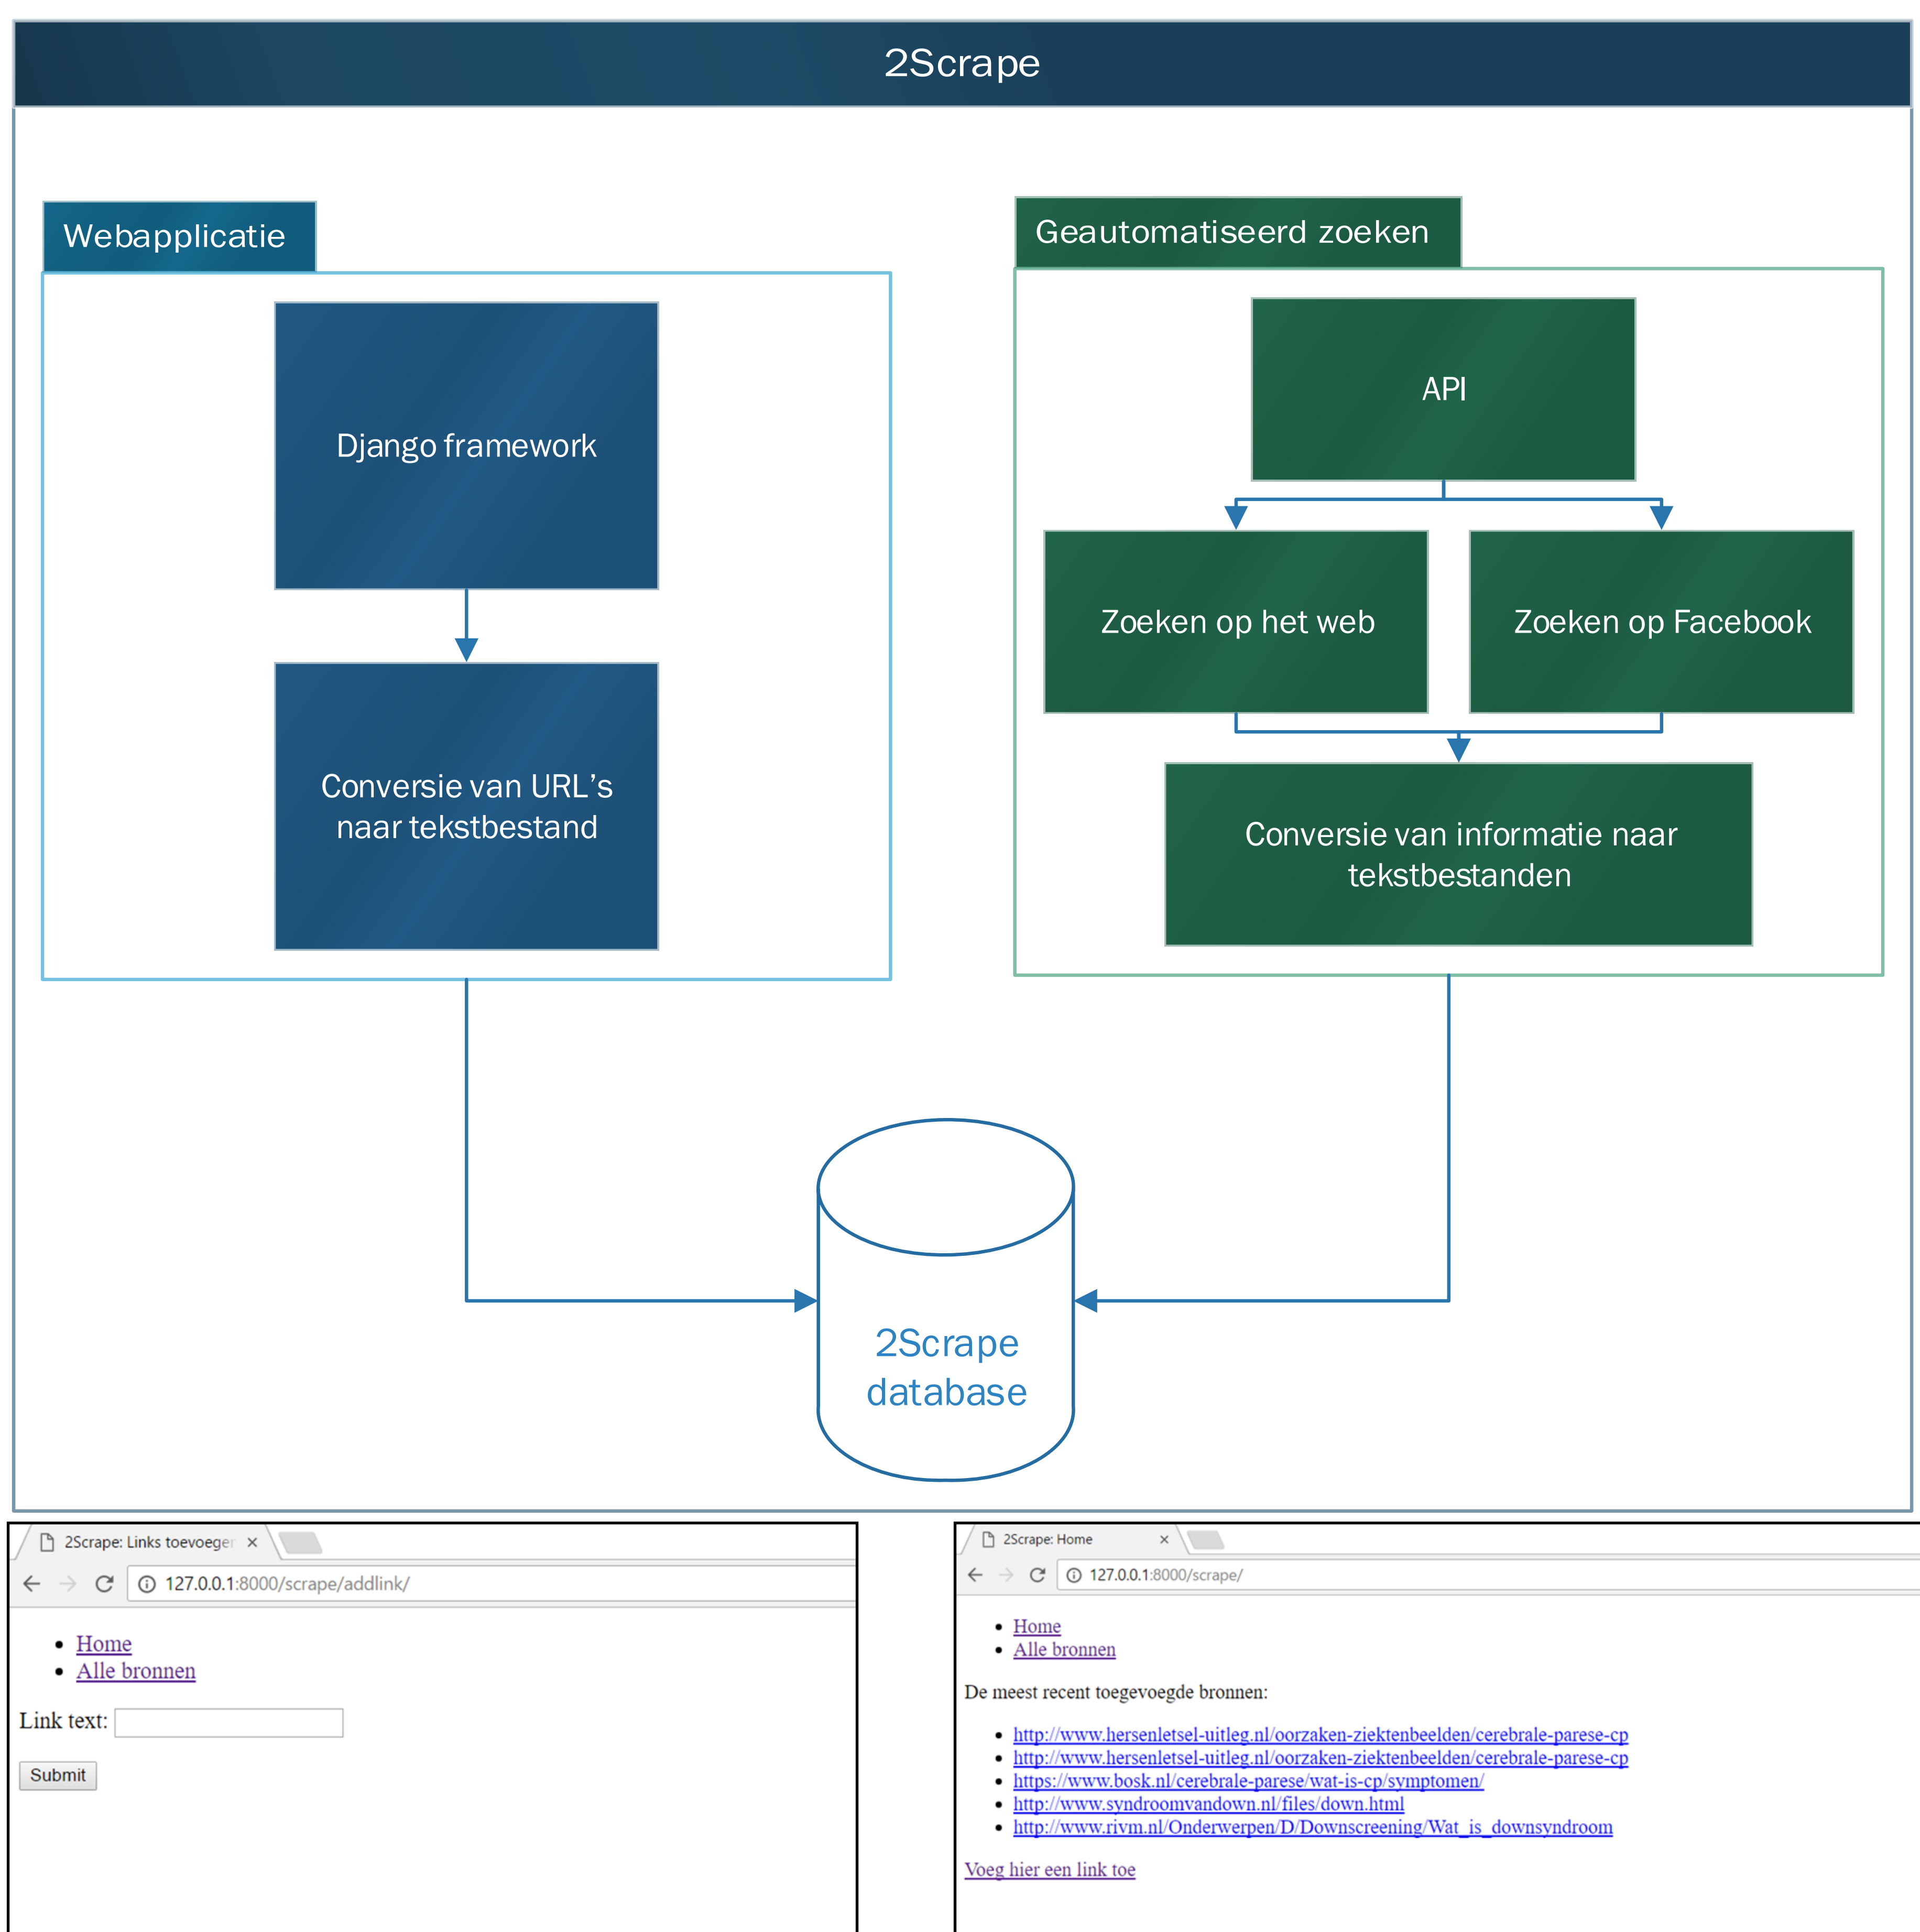 2Scrape
Webapplicatie
Django framework
Conversie van URL's
naar tekstbestand
Geautomatiseerd zoeken
API
Zoeken op het web
Zoeken op Facebook
Conversie van informatie naar
tekstbestanden
2Scrape
database
2Scrape: Links toevoeger
127.0.0.1:8000/scrape/addlink/
Home
Alle bronnen
Link text:
Submit
2Scrape: Home
127.0.0.1:8000/scrape/
Home
Alle bronnen
De meest recent toegevoegde bronnen:
http://www.hersenletsel-uitleg.nl/oorzaken-ziektenbeelden/cerebrale-parese-cp
http://www.hersenletsel-uitleg.nl/oorzaken-ziektenbeelden/cerebrale-parese-cp
https://www.bosk.nl/cerebrale-parese/wat-is-cp/symptomen/
http://www.syndroomvandown.nl/files/down.html
http://www.rivm.nl/Onderwerpen/D/Downscreening/Wat_is_downsyndroom
Voeg hier een link toe